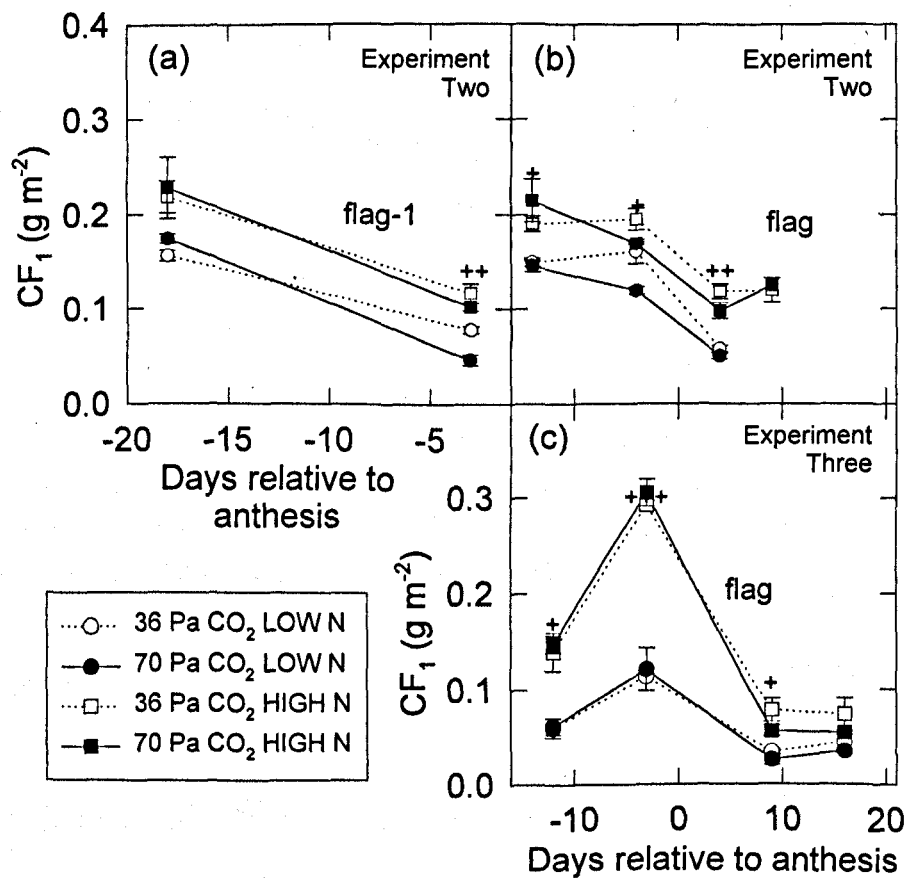 (a)
Experiment
Two
flag-1
++
0.4
0.3
0.2
0.1
0.0
CF₁ (g m⁻²)
-20
-15
-10
-5
Days relative to
anthesis
(b)
Experiment
Two
+
+
++
flag
(c)
Experiment
Three
+
+++
+
flag
0.3
0.2
0.1
0.0
CF₁ (g m⁻²)
-10
0
10
20
Days relative to anthesis
36 Pa CO₂ LOW N
70 Pa CO₂ LOW N
36 Pa CO₂ HIGH N
70 Pa CO₂ HIGH N